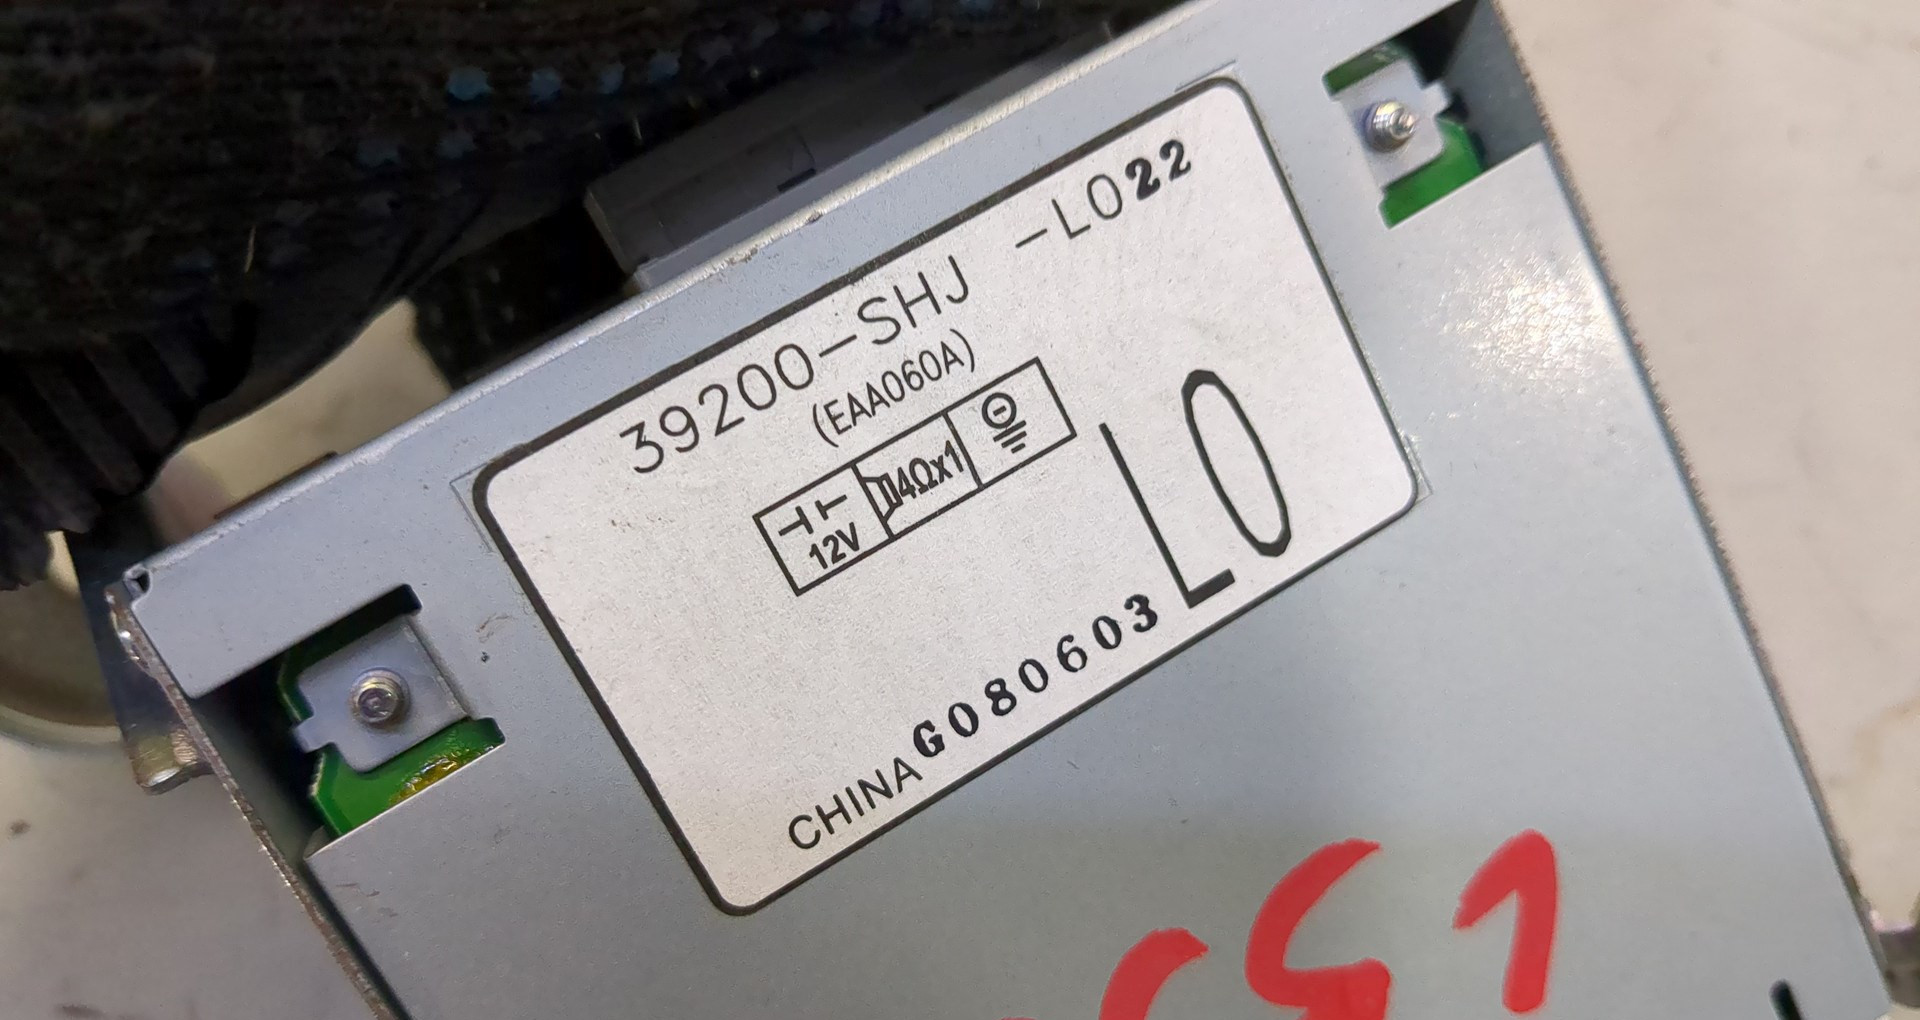 39200-SHJ -L022
(EAA060A)
12V 4Ωx1
L0
CHINA G080603